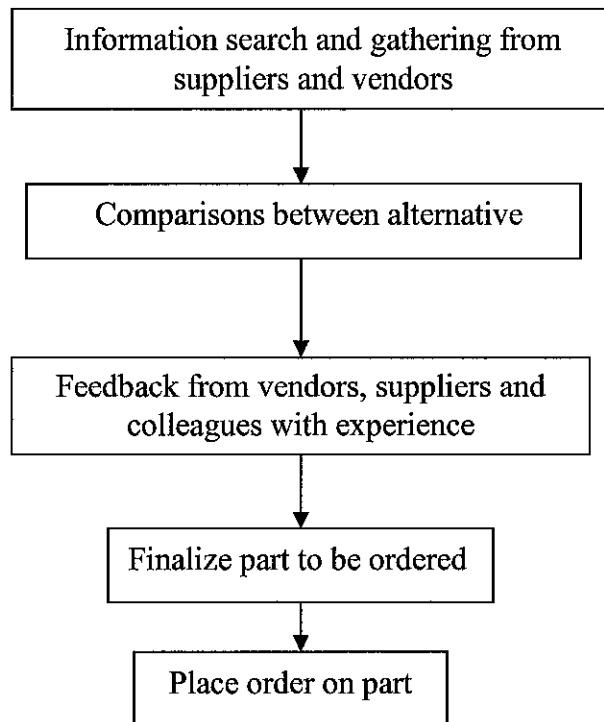 Information search and gathering from
suppliers and vendors
Comparisons between alternative
Feedback from vendors, suppliers and
colleagues with experience
Finalize part to be ordered
Place order on part